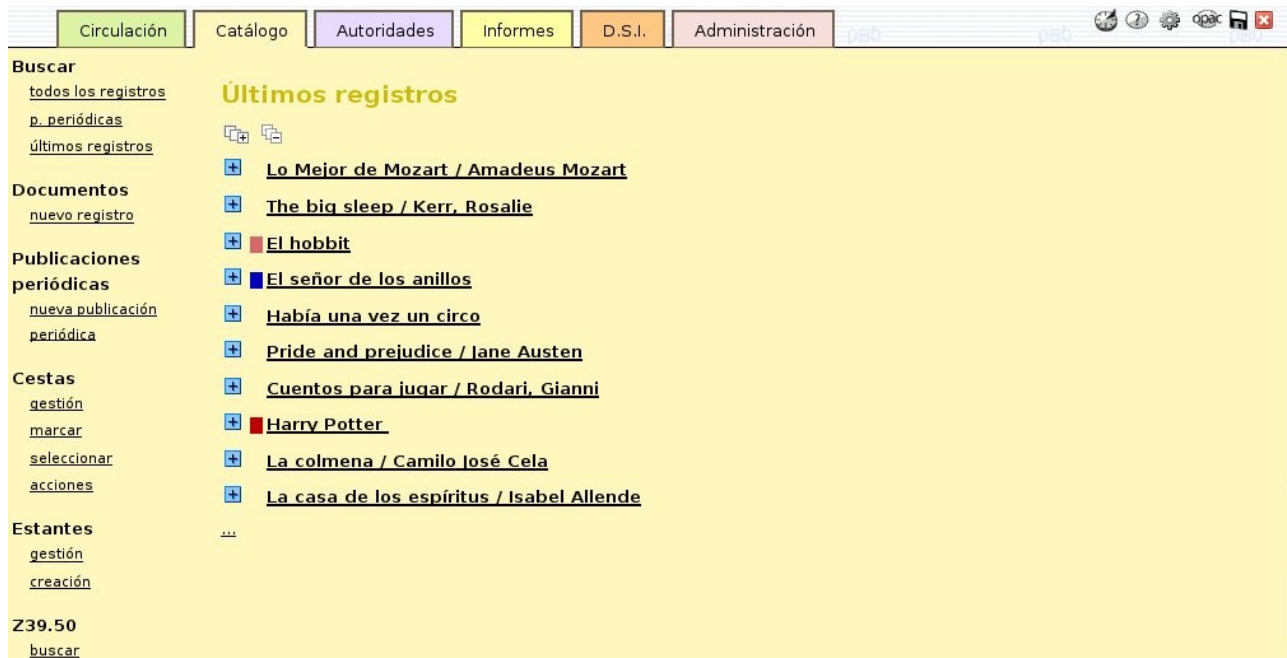 Circulación Catálogo Autoridades Informes D.S.I. Administración pmb pmb opac pmb
Buscar
todos los registros
p. periódicas
últimos registros
Documentos
nuevo registro
Publicaciones
periódicas
nueva publicación
periódica
Cestas
gestión
marcar
seleccionar
acciones
Estantes
gestión
creación
Z39.50
buscar
Últimos registros
Lo Mejor de Mozart / Amadeus Mozart
The big sleep / Kerr, Rosalie
El hobbit
El señor de los anillos
Había una vez un circo
Pride and prejudice / Jane Austen
Cuentos para jugar / Rodari, Gianni
Harry Potter
La colmena / Camilo José Cela
La casa de los espíritus / Isabel Allende
...